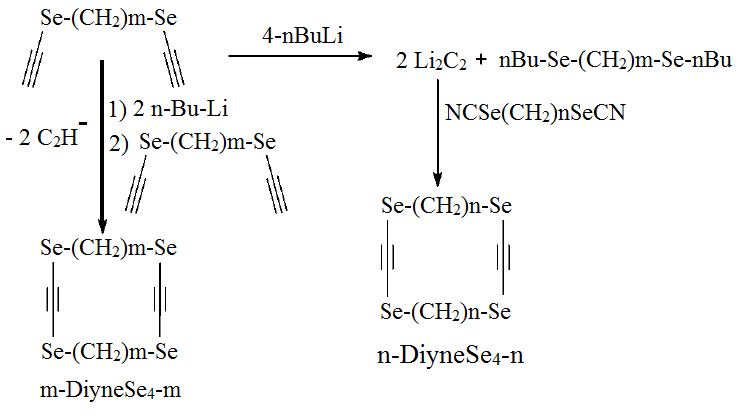 Se-(CH2)m-Se
4-nBuLi
2 Li2C2 + nBu-Se-(CH2)m-Se-nBu
1) 2 n-Bu-Li
- 2 C2H-
2) Se-(CH2)m-Se
NCSe(CH2)nSeCN
Se-(CH2)n-Se
Se-(CH2)m-Se
Se-(CH2)n-Se
Se-(CH2)m-Se
n-DiyneSe4-n
m-DiyneSe4-m